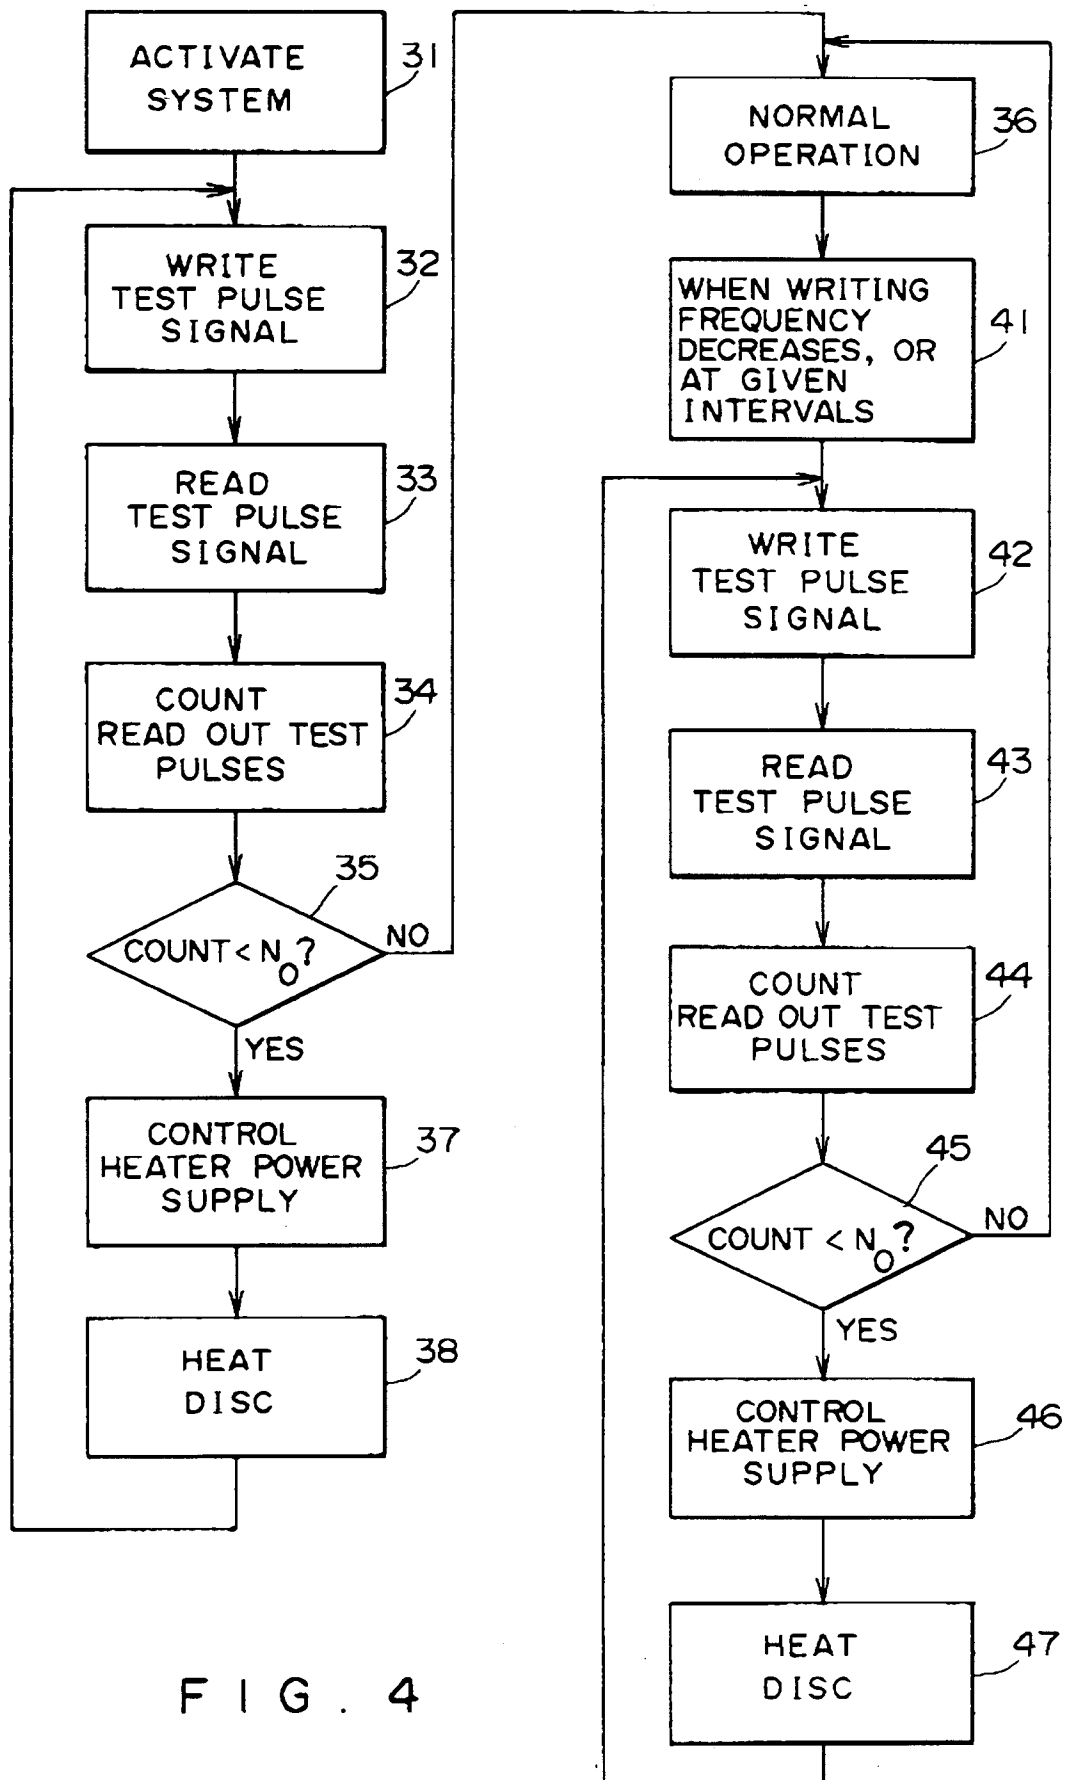 ACTIVATE
SYSTEM
31
WRITE
TEST PULSE
SIGNAL
32
READ
TEST PULSE
SIGNAL
33
COUNT
READ OUT TEST
PULSES
34
35
COUNT < N0?
NO
YES
CONTROL
HEATER POWER
SUPPLY
37
HEAT
DISC
38
NORMAL
OPERATION
36
WHEN WRITING
FREQUENCY
DECREASES, OR
AT GIVEN
INTERVALS
41
WRITE
TEST PULSE
SIGNAL
42
READ
TEST PULSE
SIGNAL
43
COUNT
READ OUT TEST
PULSES
44
45
COUNT < N0?
NO
YES
CONTROL
HEATER POWER
SUPPLY
46
HEAT
DISC
47
FIG. 4